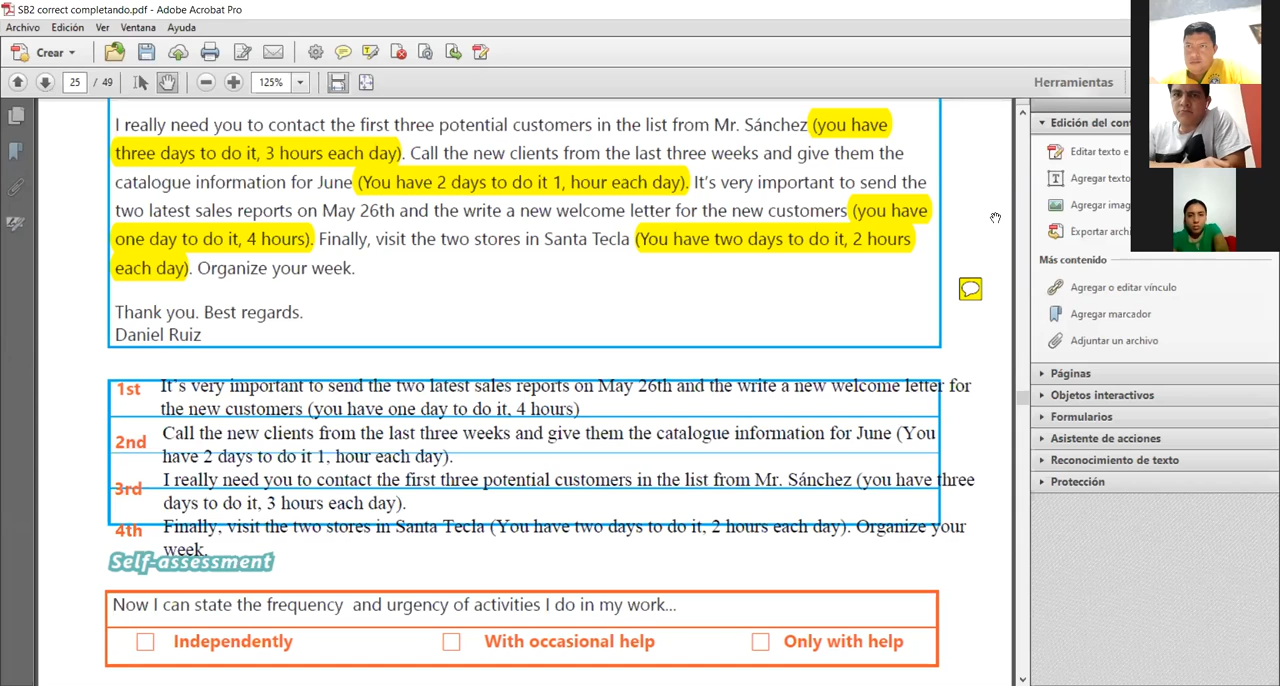 SB2 correct completando.pdf - Adobe Acrobat Pro
Archivo Edición Ver Ventana Ayuda
Crear
25 / 49 125% Herramientas
I really need you to contact the first three potential customers in the list from Mr. Sánchez (you have
three days to do it, 3 hours each day). Call the new clients from the last three weeks and give them the
catalogue information for June (You have 2 days to do it 1, hour each day). It's very important to send the
two latest sales reports on May 26th and the write a new welcome letter for the new customers (you have
one day to do it, 4 hours). Finally, visit the two stores in Santa Tecla (You have two days to do it, 2 hours
each day). Organize your week.
Thank you. Best regards.
Daniel Ruiz
1st It's very important to send the two latest sales reports on May 26th and the write a new welcome letter for
the new customers (you have one day to do it, 4 hours)
2nd Call the new clients from the last three weeks and give them the catalogue information for June (You
have 2 days to do it 1, hour each day).
3rd I really need you to contact the first three potential customers in the list from Mr. Sánchez (you have three
days to do it, 3 hours each day).
4th Finally, visit the two stores in Santa Tecla (You have two days to do it, 2 hours each day). Organize your
week.
Self-assessment
Now I can state the frequency and urgency of activities I do in my work...
Independently With occasional help Only with help
Edición del cont
Editar texto e
Agregar texto
Agregar imag
Exportar archi
Más contenido
Agregar o editar vínculo
Agregar marcador
Adjuntar un archivo
Páginas
Objetos interactivos
Formularios
Asistente de acciones
Reconocimiento de texto
Protección